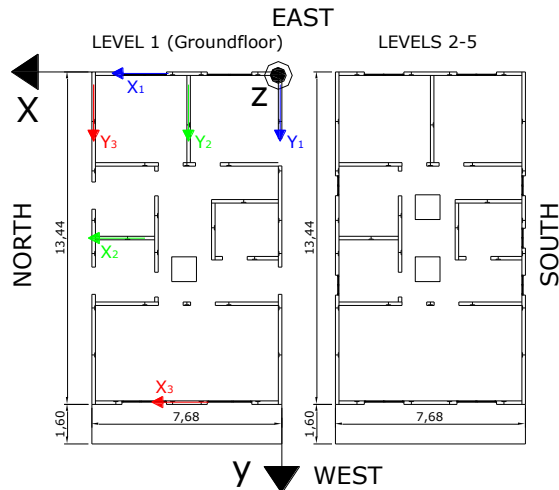 EAST
LEVEL 1 (Groundfloor)
LEVELS 2-5
X
X1
Z
Y3
Y2
Y1
NORTH
13,44
X2
13,44
SOUTH
X3
1,60
7,68
1,60
7,68
y
WEST